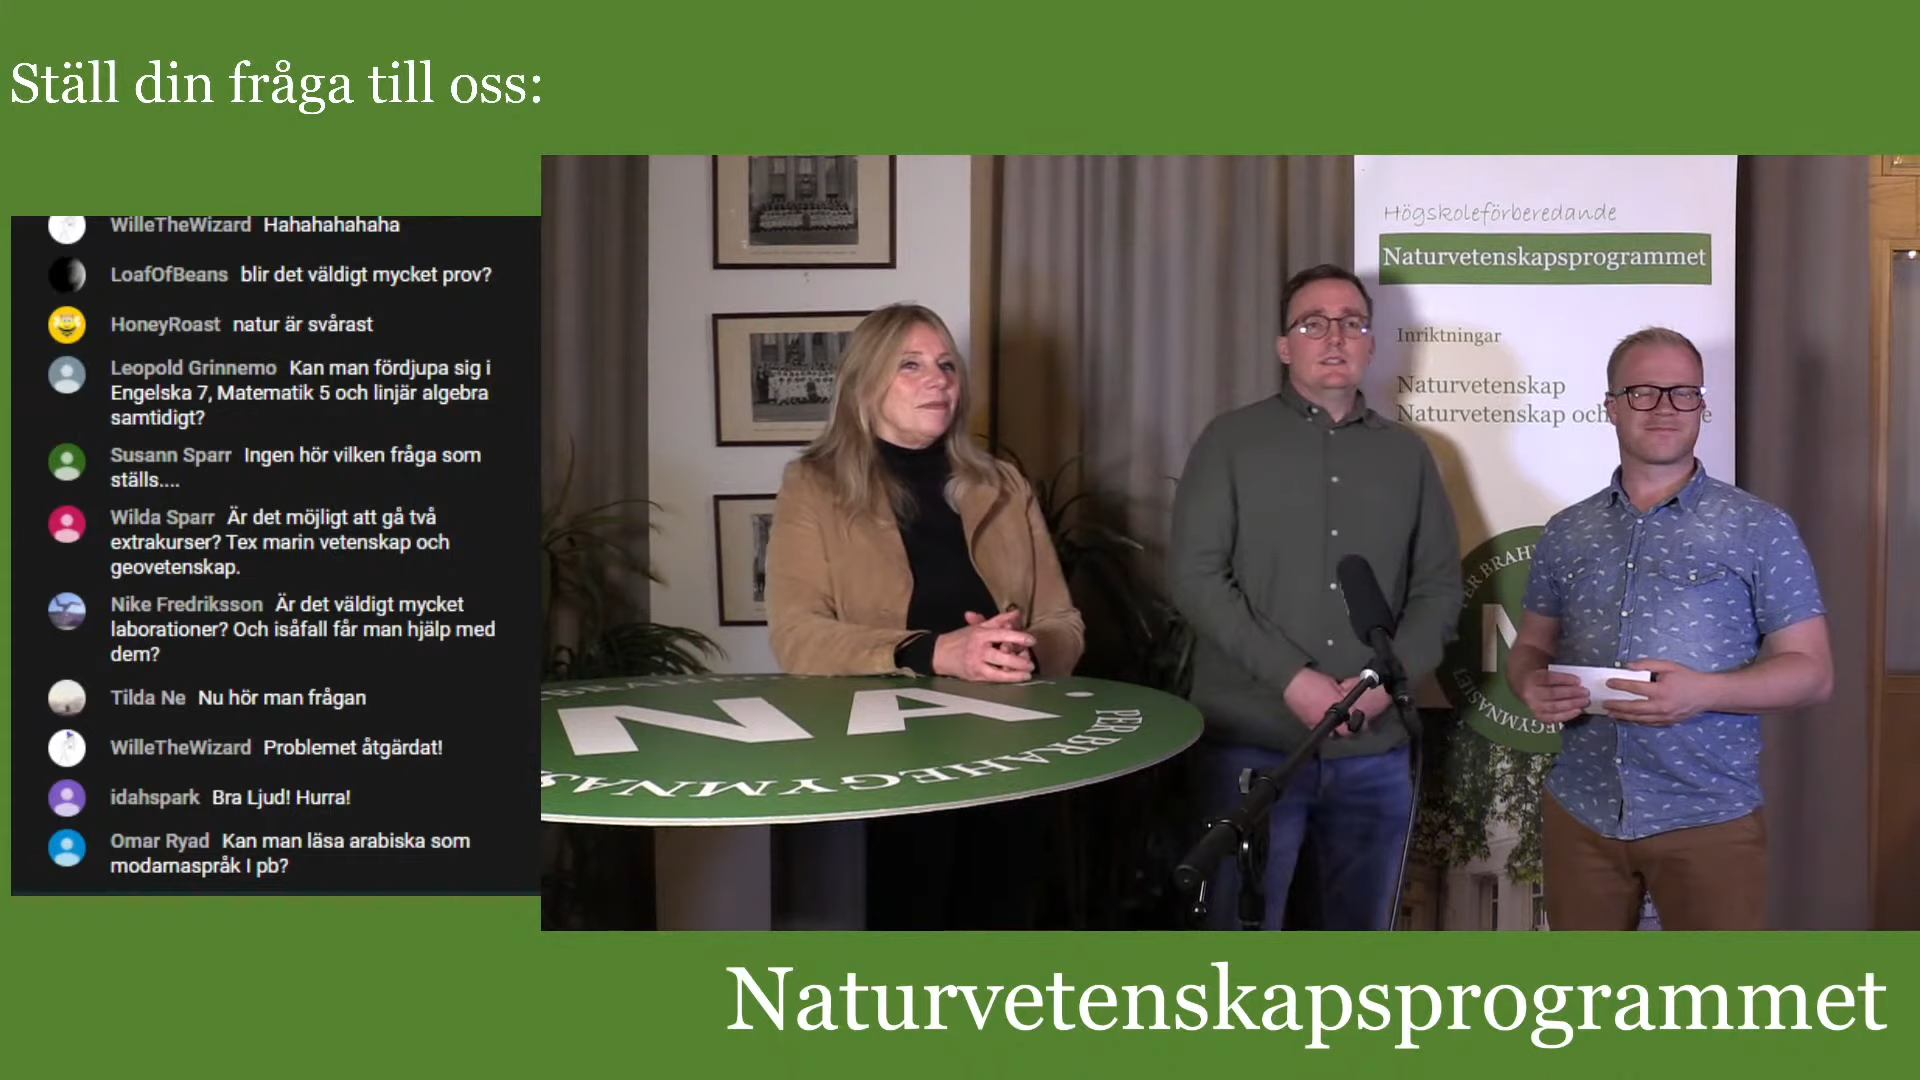 Ställ din fråga till oss:
WilleTheWizard Hahahahahaha
LoafOfBeans blir det väldigt mycket prov?
HoneyRoast natur är svårast
Leopold Grinnemo Kan man fördjupa sig i
Engelska 7, Matematik 5 och linjär algebra
samtidigt?
Susann Sparr Ingen hör vilken fråga som
ställs....
Wilda Sparr Är det möjligt att gå två
extrakurser? Tex marin vetenskap och
geovetenskap.
Nike Fredriksson Är det väldigt mycket
laborationer? Och isåfall får man hjälp med
dem?
Tilda Ne Nu hör man frågan
WilleTheWizard Problemet åtgärdat!
idahspark Bra Ljud! Hurra!
Omar Ryad Kan man läsa arabiska som
modarnaspråk I pb?
Högskoleförberedande
Naturvetenskapsprogrammet
Inriktningar
Naturvetenskap
Naturvetenskap och
NA
PER BRAHEGYMNAS
Naturvetenskapsprogrammet